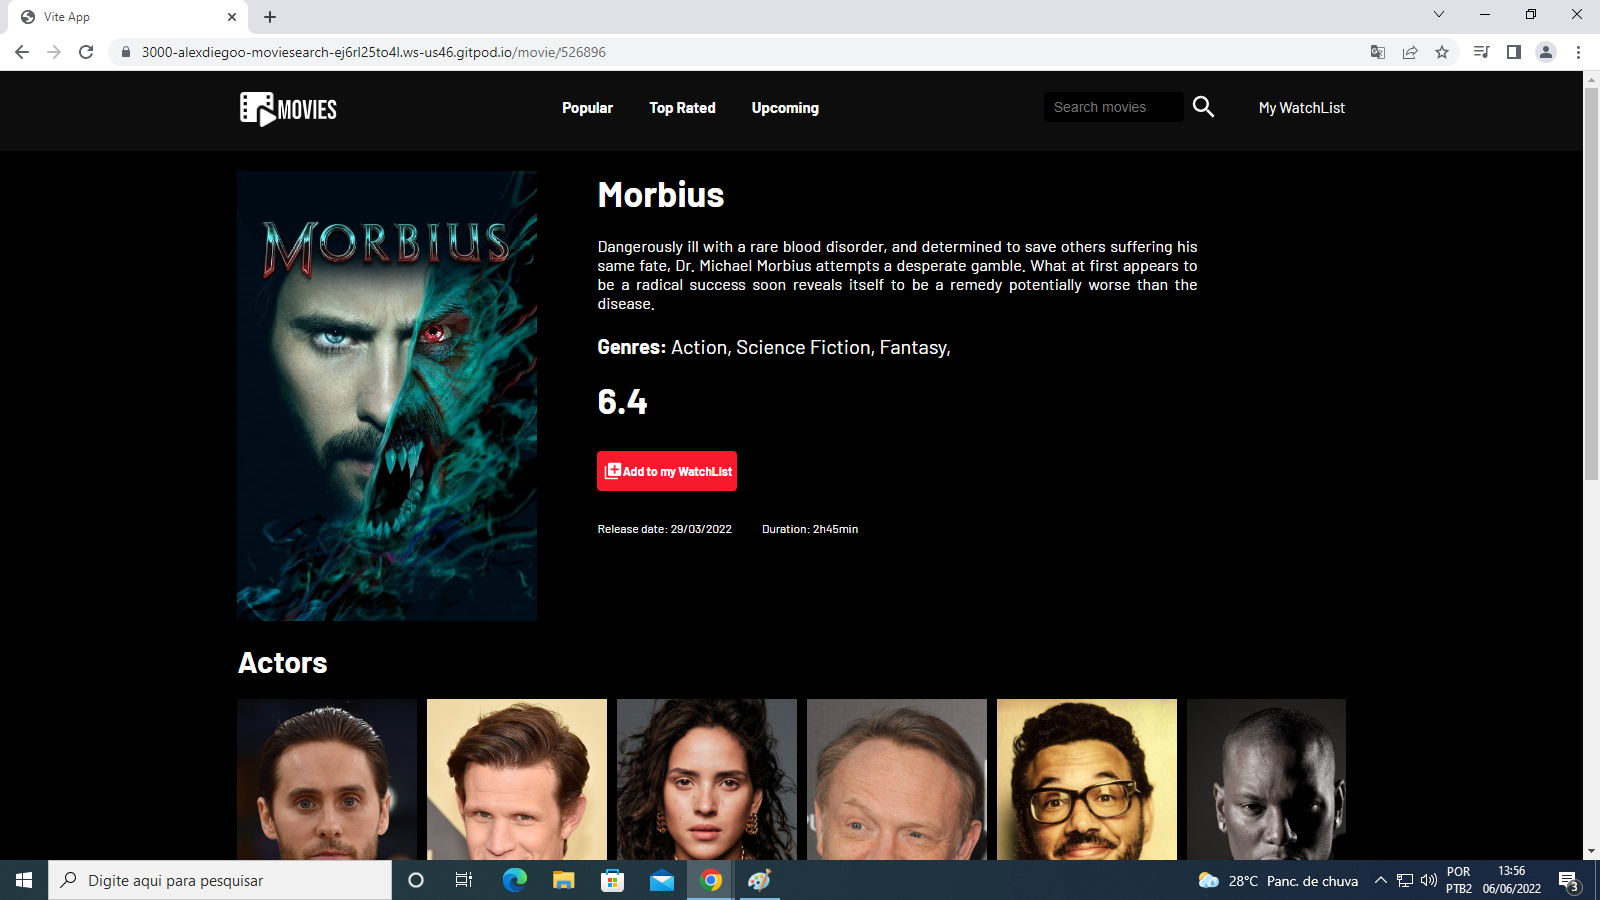 Vite App
3000-alexdiegoo-moviesearch-ej6rl25to4l.ws-us46.gitpod.io/movie/526896
MOVIES
Popular
Top Rated
Upcoming
Search movies
My WatchList
MORBIUS
Morbius
Dangerously ill with a rare blood disorder, and determined to save others suffering his
same fate, Dr. Michael Morbius attempts a desperate gamble. What at first appears to
be a radical success soon reveals itself to be a remedy potentially worse than the
disease.
Genres: Action, Science Fiction, Fantasy,
6.4
Add to my WatchList
Release date: 29/03/2022
Duration: 2h45min
Actors
Digite aqui para pesquisar
28°C Panc. de chuva
POR
PTB2
13:56
06/06/2022
3